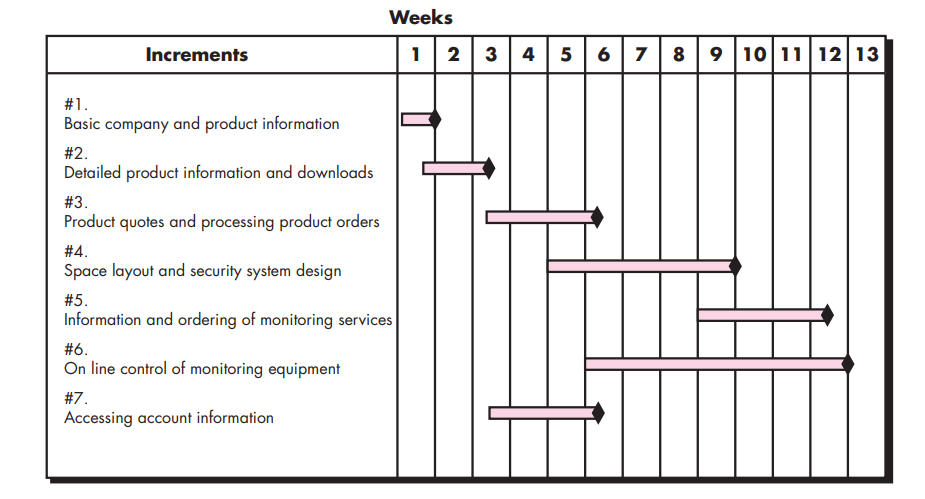 Weeks
Increments 1 2 3 4 5 6 7 8 9 10 11 12 13
#1.
Basic company and product information
#2.
Detailed product information and downloads
#3.
Product quotes and processing product orders
#4.
Space layout and security system design
#5.
Information and ordering of monitoring services
#6.
On line control of monitoring equipment
#7.
Accessing account information